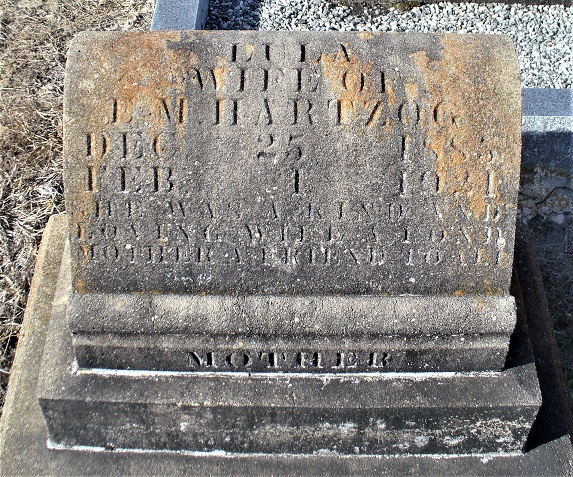 LULA
WIFE OF
L. M. HARTZOG
DEC. 25
FEB. 1 1921
SHE WAS A KIND AND
LOVING WIFE A FOND
MOTHER A FRIEND TO ALL
MOTHER